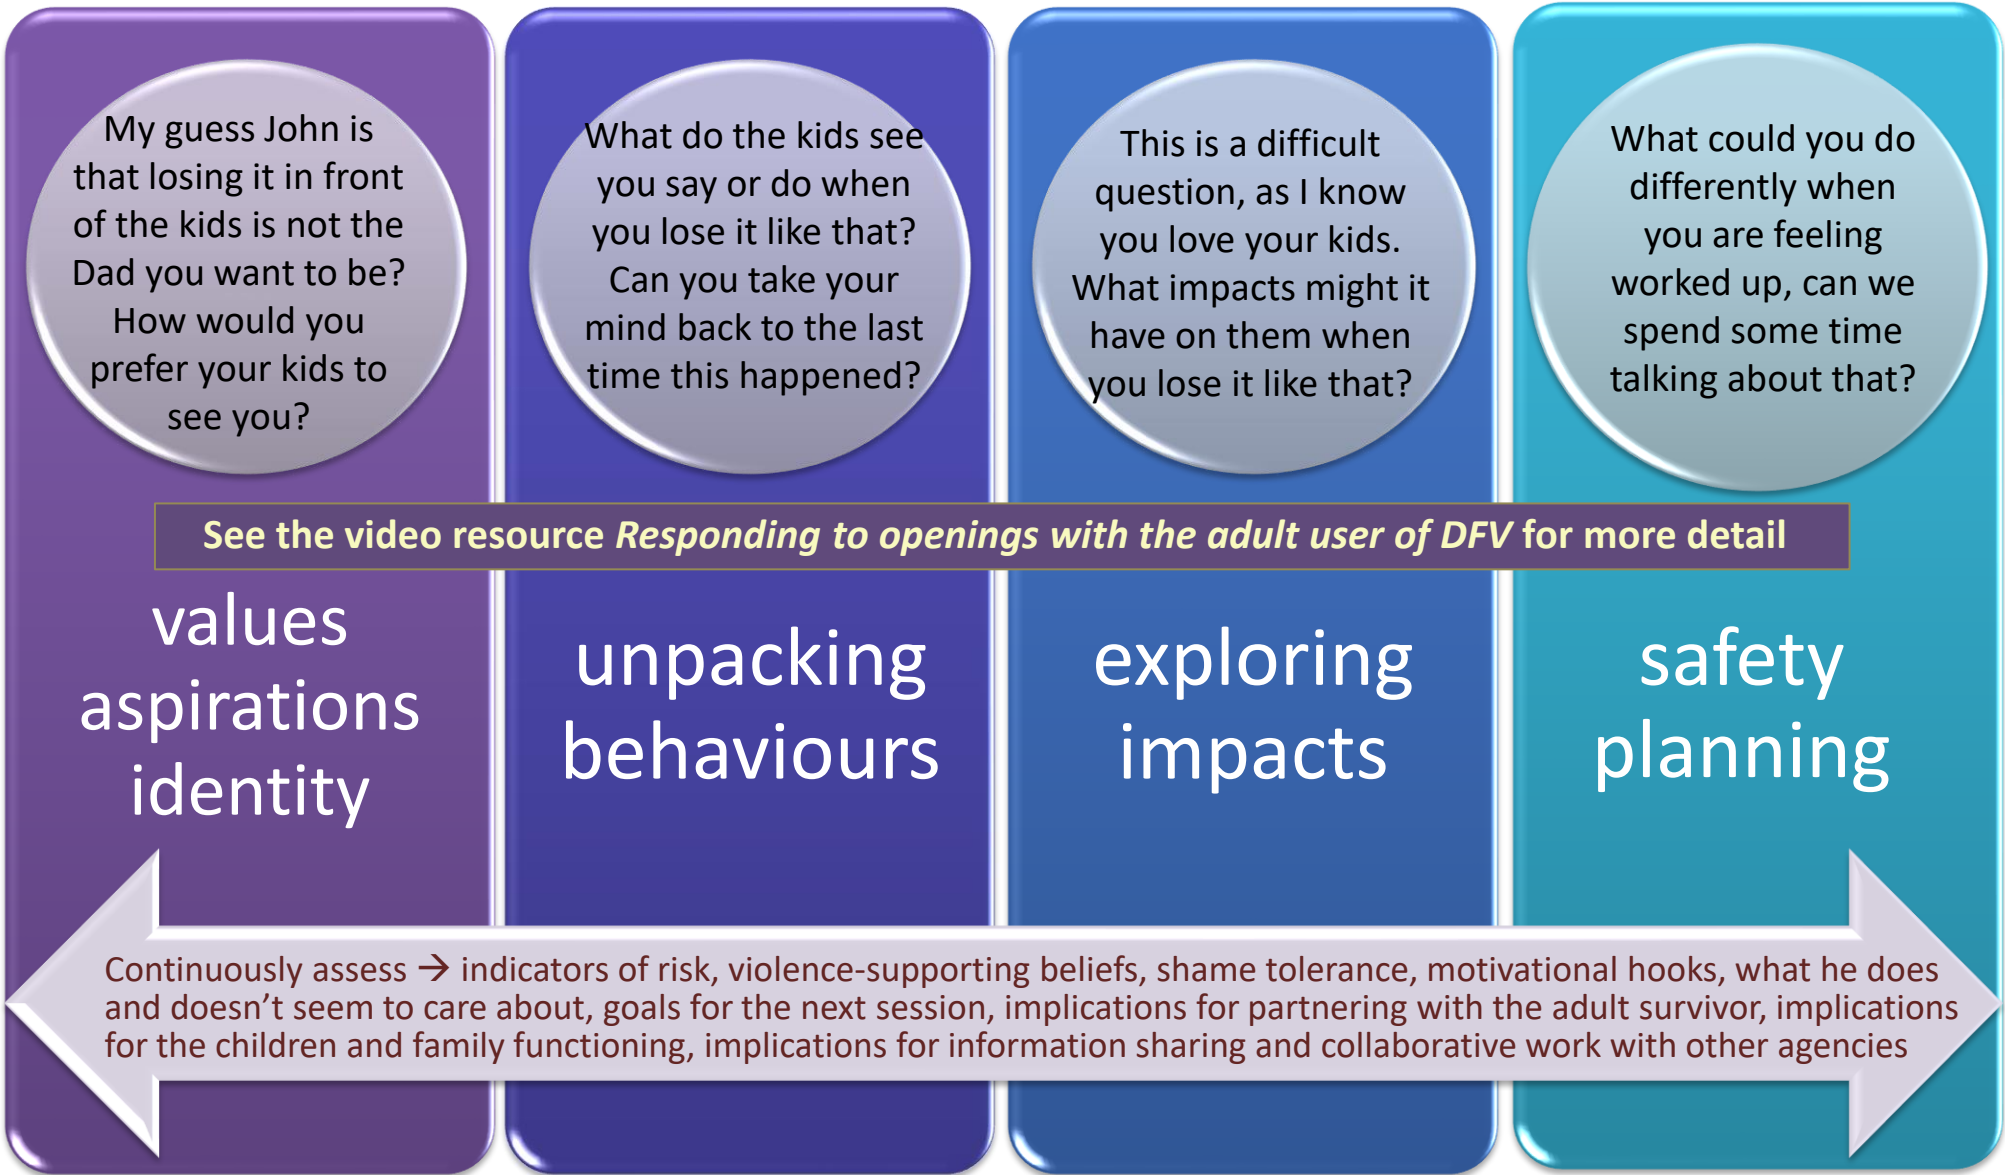 My guess John is
that losing it in front
of the kids is not the
Dad you want to be?
How would you
prefer your kids to
see you?
What do the kids see
you say or do when
you lose it like that?
Can you take your
mind back to the last
time this happened?
This is a difficult
question, as I know
you love your kids.
What impacts might it
have on them when
you lose it like that?
What could you do
differently when
you are feeling
worked up, can we
spend some time
talking about that?
See the video resource Responding to openings with the adult user of DFV for more detail
values
aspirations
identity
unpacking
behaviours
exploring
impacts
safety
planning
Continuously assess → indicators of risk, violence-supporting beliefs, shame tolerance, motivational hooks, what he does
and doesn’t seem to care about, goals for the next session, implications for partnering with the adult survivor, implications
for the children and family functioning, implications for information sharing and collaborative work with other agencies